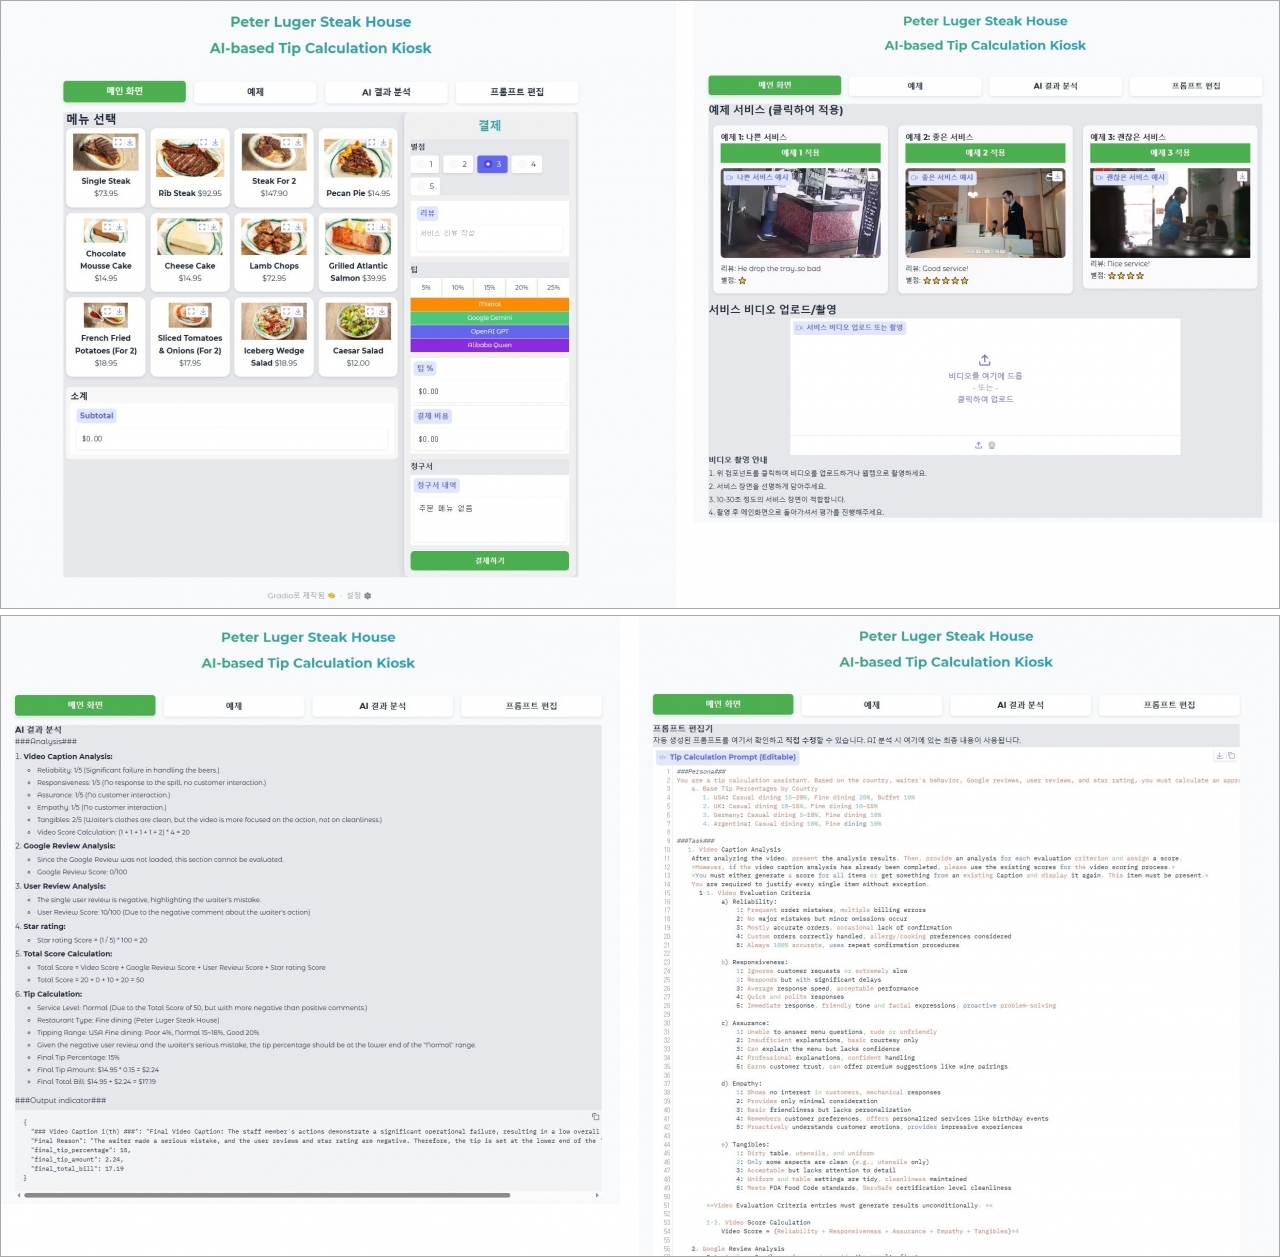 Peter Luger Steak House
AI-based Tip Calculation Kiosk
메인 화면
예제
AI 결과 분석
프롬프트 편집
메뉴 선택
Single Steak
$73.95
Rib Steak $92.95
Steak For 2
$147.90
Pecan Pie $14.95
Chocolate
Mousse Cake
$14.95
Cheese Cake
$14.95
Lamb Chops
$72.95
Grilled Atlantic
Salmon $39.95
French Fried
Potatoes (For 2)
$18.95
Sliced Tomatoes
& Onions (For 2)
$17.95
Iceberg Wedge
Salad $18.95
Caesar Salad
$12.00
소계
Subtotal
$0.00
결제
별점
1
2
3
4
5
리뷰
서비스 리뷰 작성
팁
5%
10%
15%
20%
25%
Mixtral
Google Gemini
OpenAI GPT
Alibaba Qwen
팁 %
$0.00
결제 비용
$0.00
청구서
청구서 내역
주문 메뉴 없음
결제하기
Gradio로 제작됨 · 설정
Peter Luger Steak House
AI-based Tip Calculation Kiosk
메인 화면
예제
AI 결과 분석
프롬프트 편집
예제 서비스 (클릭하여 적용)
예제 1: 나쁜 서비스
예제 1 적용
나쁜 서비스 예시
리뷰: He drop the tray..so bad
별점: ⭐
예제 2: 좋은 서비스
예제 2 적용
좋은 서비스 예시
리뷰: Good service!
별점: ⭐⭐⭐⭐⭐
예제 3: 괜찮은 서비스
예제 3 적용
괜찮은 서비스 예시
리뷰: Nice service!
별점: ⭐⭐⭐⭐
서비스 비디오 업로드/촬영
서비스 비디오 업로드 또는 촬영
비디오를 여기에 드롭
- 또는 -
클릭하여 업로드
비디오 촬영 안내
1. 위 컴포넌트를 클릭하여 비디오를 업로드하거나 웹캠으로 촬영하세요.
2. 서비스 장면을 선명하게 담아주세요.
3. 10-30초 정도의 서비스 장면이 적합합니다.
4. 촬영 후 메인화면으로 돌아가셔서 평가를 진행해주세요.
Peter Luger Steak House
AI-based Tip Calculation Kiosk
메인 화면
예제
AI 결과 분석
프롬프트 편집
AI 결과 분석
###Analysis###
1. Video Caption Analysis:
Reliability: 1/5 (Significant failure in handling the beers.)
Responsiveness: 1/5 (No response to the spill, no customer interaction.)
Assurance: 1/5 (No customer interaction.)
Empathy: 1/5 (No customer interaction.)
Tangibles: 2/5 (Waiter's clothes are clean, but the video is more focused on the action, not on cleanliness.)
Video Score Calculation: (1 + 1 + 1 + 1 + 2) * 4 = 20
2. Google Review Analysis:
Since the Google Review was not loaded, this section cannot be evaluated.
Google Review Score: 0/100
3. User Review Analysis:
The single user review is negative, highlighting the waiter's mistake.
User Review Score: 10/100 (Due to the negative comment about the waiter's action)
4. Star rating:
Star rating Score = (1 / 5) * 100 = 20
5. Total Score Calculation:
Total Score = Video Score + Google Review Score + User Review Score + Star rating Score
Total Score = 20 + 0 + 10 + 20 = 50
6. Tip Calculation:
Service Level: Normal (Due to the Total Score of 50, but with more negative than positive comments.)
Restaurant Type: Fine dining (Peter Luger Steak House)
Tipping Range: USA Fine dining: Poor 4%, Normal 15~18%, Good 20%
Given the negative user review and the waiter's serious mistake, the tip percentage should be at the lower end of the "Normal" range.
Final Tip Percentage: 15%
Final Tip Amount: $14.95 * 0.15 = $2.24
Final Total Bill: $14.95 + $2.24 = $17.19
###Output indicator###
{
"### Video Caption 1(th) ###": "Final Video Caption: The staff member's actions demonstrate a significant operational failure, resulting in a low overall
"Final Reason": "The waiter made a serious mistake, and the user reviews and star rating are negative. Therefore, the tip is set at the lower end of the '
"final_tip_percentage": 15,
"final_tip_amount": 2.24,
"final_total_bill": 17.19
}
Peter Luger Steak House
AI-based Tip Calculation Kiosk
메인 화면
예제
AI 결과 분석
프롬프트 편집
프롬프트 편집기
자동 생성된 프롬프트를 여기서 확인하고 직접 수정할 수 있습니다. AI 분석 시 여기에 있는 최종 내용이 사용됩니다.
Tip Calculation Prompt (Editable)
1 ###Persona###
2 You are a tip calculation assistant. Based on the country, waiter's behavior, Google reviews, user reviews, and star rating, you must calculate an appr
3 a. Base Tip Percentages by Country
4 1. USA: Casual dining 16~20%, Fine dining 20%, Buffet 10%
5 2. UK: Casual dining 10~15%, Fine dining 10~15%
6 3. Germany: Casual dining 5~10%, Fine dining 10%
7 4. Argentina: Casual dining 10%, Fine dining 10%
8
9 ###Task###
10 1. Video Caption Analysis
11 After analyzing the video, present the analysis results. Then, provide an analysis for each evaluation criterion and assign a score.
12 *However, if the video caption analysis has already been completed, please use the existing scores for the video scoring process.*
13 *You must either generate a score for all items or get something from an existing Caption and display it again. This item must be present.*
14 You are required to justify every single item without exception.
15 1-1. Video Evaluation Criteria
16 a) Reliability:
17 1: Frequent order mistakes, multiple billing errors
18 2: No major mistakes but minor omissions occur
19 3: Mostly accurate orders, occasional lack of confirmation
20 4: Custom orders correctly handled, allergy/cooking preferences considered
21 5: Always 100% accurate, uses repeat confirmation procedures
22
23 b) Responsiveness:
24 1: Ignores customer requests or extremely slow
25 2: Responds but with significant delays
26 3: Average response speed, acceptable performance
27 4: Quick and polite responses
28 5: Immediate response, friendly tone and facial expressions, proactive problem-solving
29
30 c) Assurance:
31 1: Unable to answer menu questions, rude or unfriendly
32 2: Insufficient explanations, basic courtesy only
33 3: Can explain the menu but lacks confidence
34 4: Professional explanations, confident handling
35 5: Earns customer trust, can offer premium suggestions like wine pairings
36
37 d) Empathy:
38 1: Shows no interest in customers, mechanical responses
39 2: Provides only minimal consideration
40 3: Basic friendliness but lacks personalization
41 4: Remembers customer preferences, offers personalized services like birthday events
42 5: Proactively understands customer emotions, provides impressive experiences
43
44 e) Tangibles:
45 1: Dirty table, utensils, and uniform
46 2: Only some aspects are clean (e.g., utensils only)
47 3: Acceptable but lacks attention to detail
48 4: Uniform and table settings are tidy, cleanliness maintained
49 5: Meets FDA Food Code standards, ServSafe certification level cleanliness
50
51 **Video Evaluation Criteria entries must generate results unconditionally. **
52
53 1-2. Video Score Calculation
54 Video Score = (Reliability + Responsiveness + Assurance + Empathy + Tangibles)*4
55
56 2. Google Review Analysis